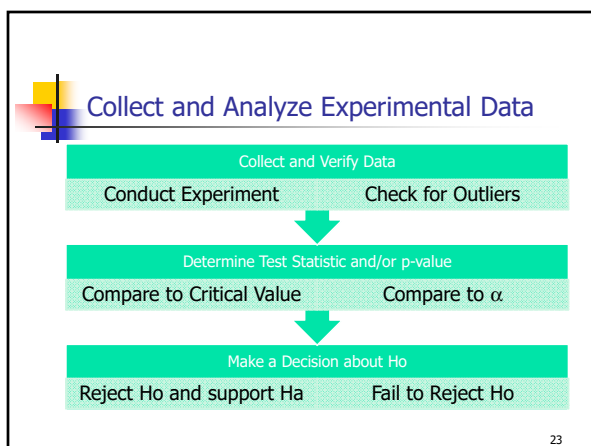 Collect and Analyze Experimental Data
Collect and Verify Data
Conduct Experiment Check for Outliers
Determine Test Statistic and/or p-value
Compare to Critical Value Compare to α
Make a Decision about Ho
Reject Ho and support Ha Fail to Reject Ho
23